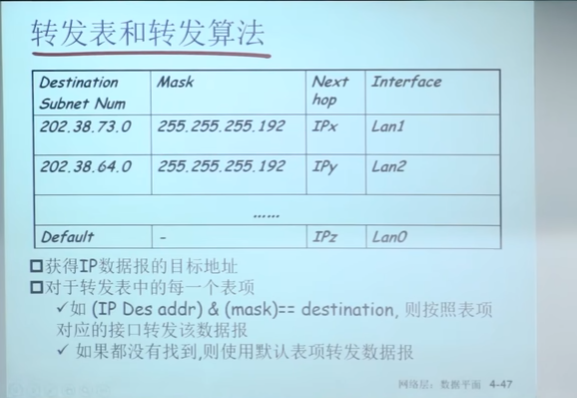 转发表和转发算法
Destination Subnet Num Mask Next hop Interface
202.38.73.0 255.255.255.192 IPx Lan1
202.38.64.0 255.255.255.192 IPy Lan2
......
Default - IPz Lan0
获得IP数据报的目标地址
对于转发表中的每一个表项
✓如 (IP Des addr) & (mask)== destination, 则按照表项
对应的接口转发该数据报
✓ 如果都没有找到,则使用默认表项转发数据报
网络层：数据平面 4-47